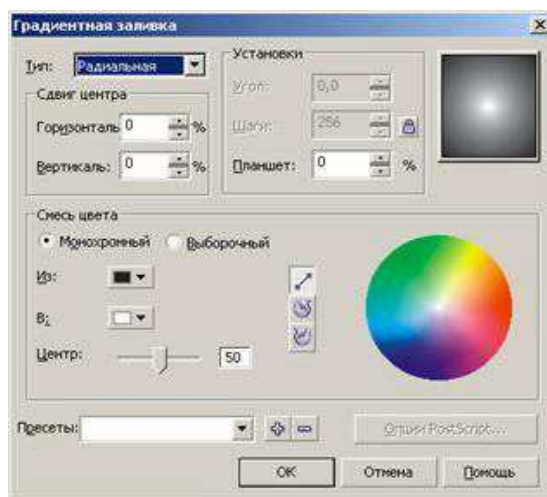 Градиентная заливка
Тип: Радиальная
Сдвиг центра
Горизонталь 0 %
Вертикаль: 0 %
Установки
Угол: 0,0
Шаги: 256
Планшет: 0 %
Смесь цвета
Монохромный Выборочный
Из:
В:
Центр: 50
Пресеты:
Опции PostScript...
OK Отмена Помощь